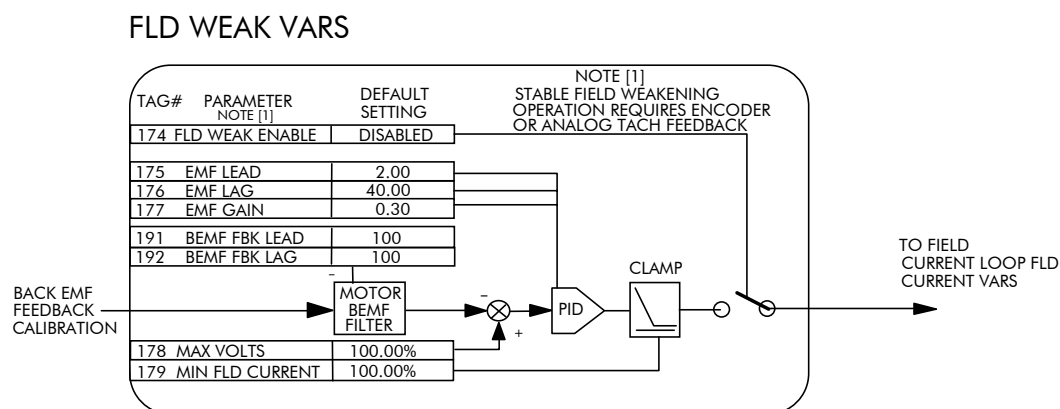 FLD WEAK VARS
TAG# PARAMETER DEFAULT SETTING
NOTE [1]
NOTE [1]
STABLE FIELD WEAKENING
OPERATION REQUIRES ENCODER
OR ANALOG TACH FEEDBACK
174 FLD WEAK ENABLE DISABLED
175 EMF LEAD 2.00
176 EMF LAG 40.00
177 EMF GAIN 0.30
191 BEMF FBK LEAD 100
192 BEMF FBK LAG 100
BACK EMF
FEEDBACK
CALIBRATION
–
MOTOR
BEMF
FILTER
–
+
PID
CLAMP
TO FIELD
CURRENT LOOP FLD
CURRENT VARS
178 MAX VOLTS 100.00%
179 MIN FLD CURRENT 100.00%